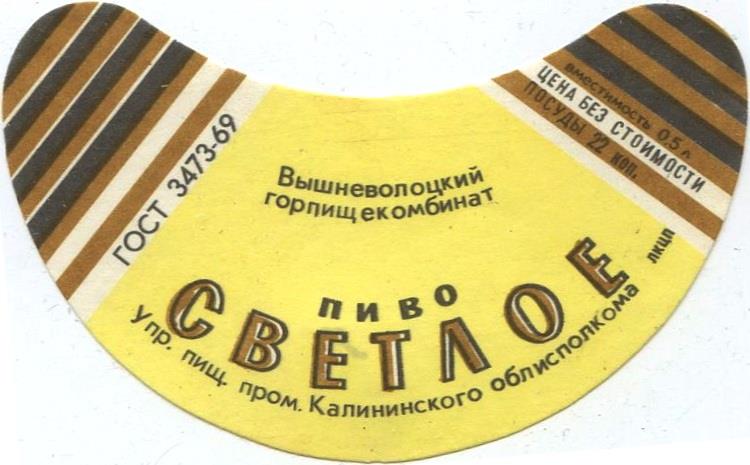 Вышневолоцкий
горпищекомбинат
пиво
СВЕТЛОЕ
Упр. пищ. пром. Калининского облисполкома
ГОСТ 3473-69
вместимость 0,5 л
ЦЕНА БЕЗ СТОИМОСТИ
ПОСУДЫ 22 коп.
ЛКЦП